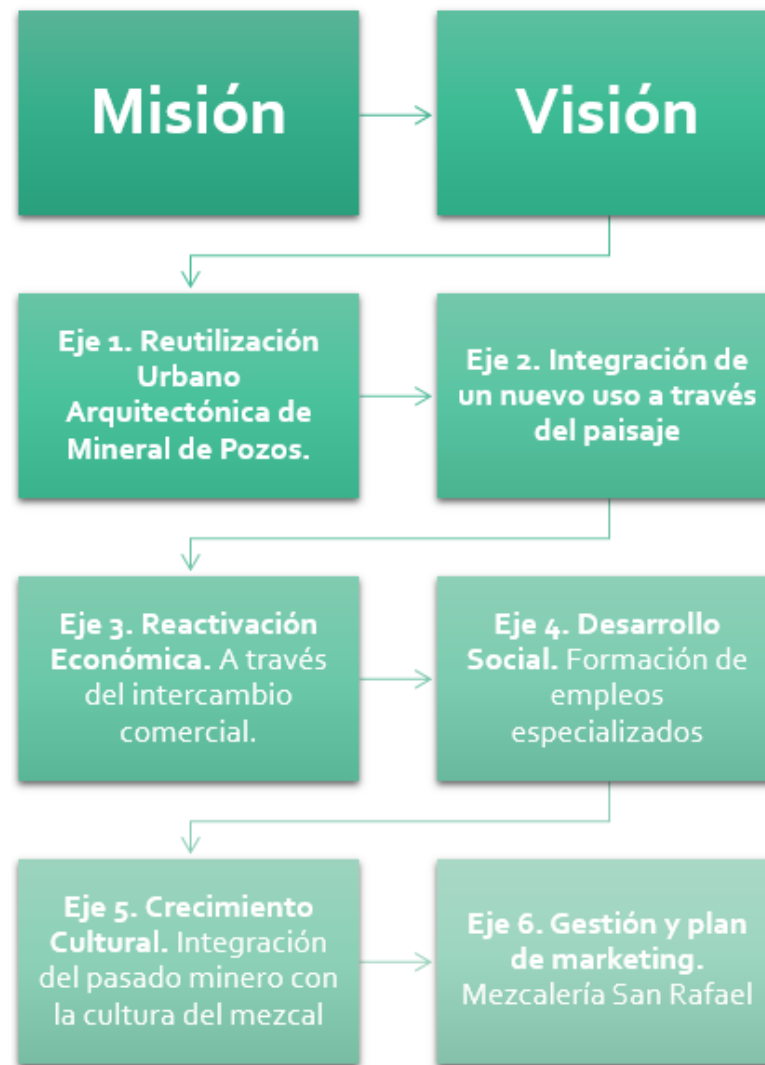 Misión
Visión
Eje 1. Reutilización
Urbano
Arquitectónica de
Mineral de Pozos.
Eje 2. Integración de
un nuevo uso a través
del paisaje
Eje 3. Reactivación
Económica. A través
del intercambio
comercial.
Eje 4. Desarrollo
Social. Formación de
empleos
especializados
Eje 5. Crecimiento
Cultural. Integración
del pasado minero con
la cultura del mezcal
Eje 6. Gestión y plan
de marketing.
Mezcalería San Rafael